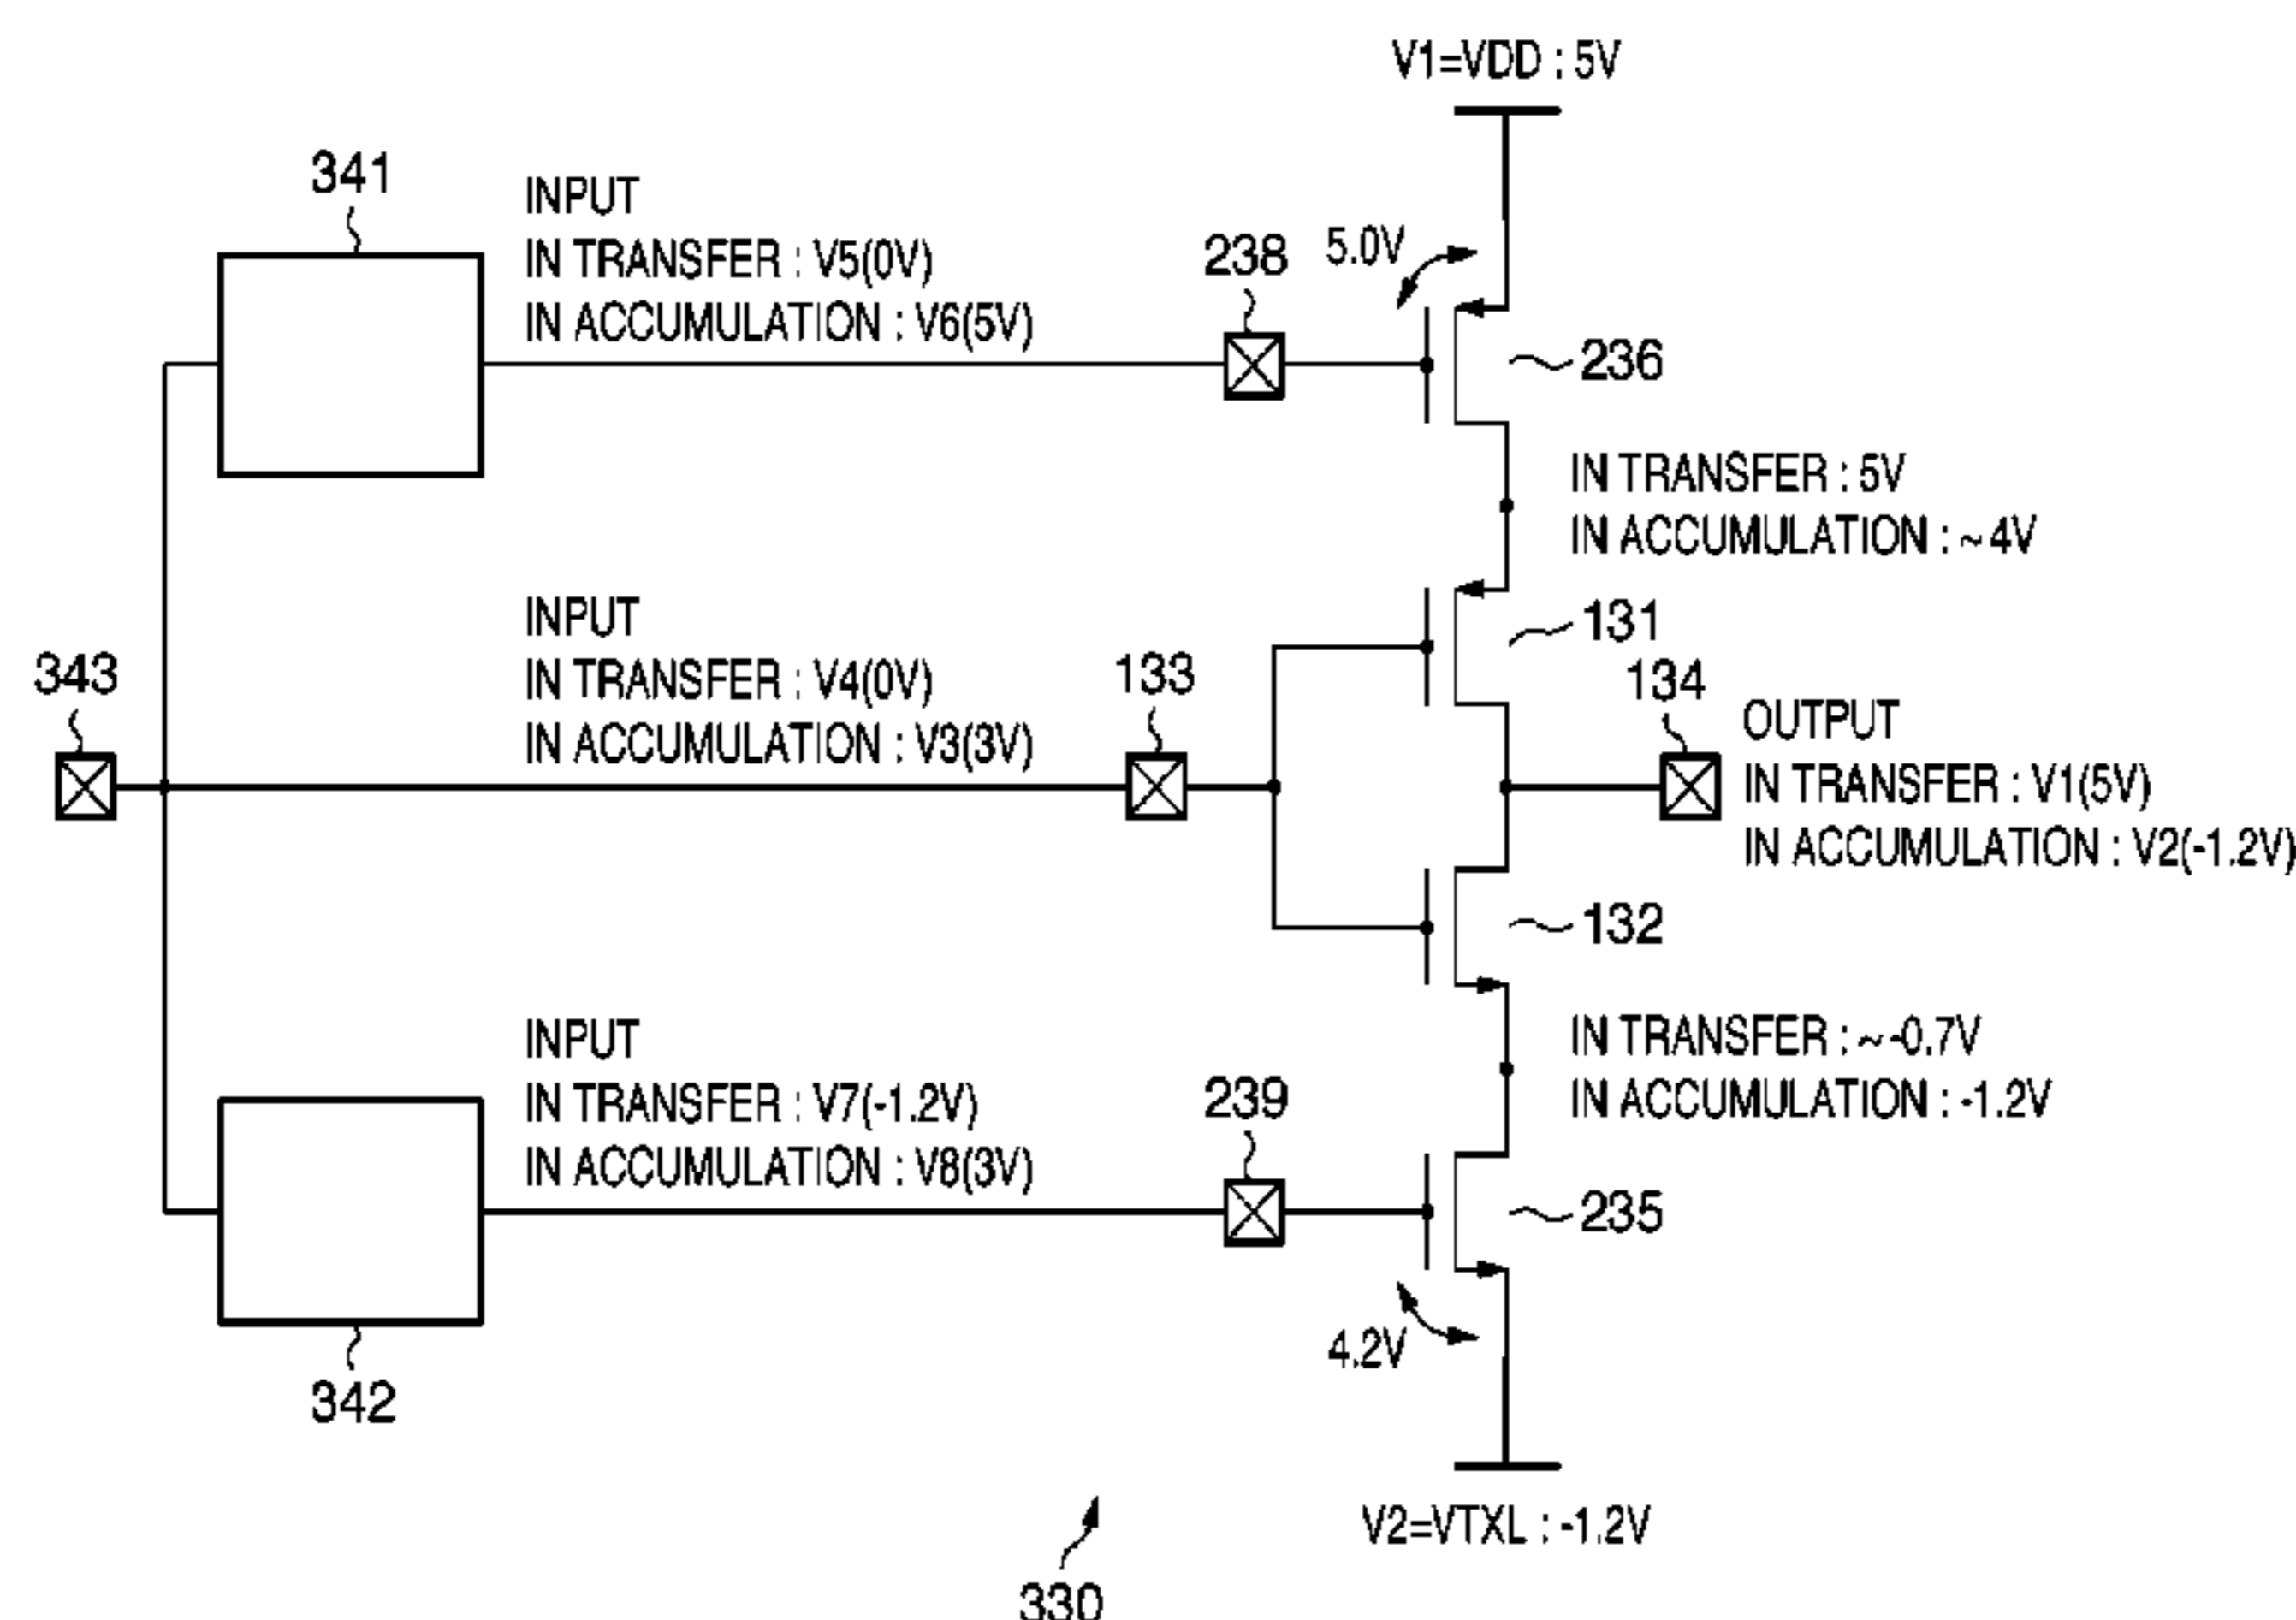 V1=VDD : 5V
341
INPUT
IN TRANSFER : V5(0V)
IN ACCUMULATION : V6(5V)
238
5.0V
236
IN TRANSFER : 5V
IN ACCUMULATION : ~4V
343
INPUT
IN TRANSFER : V4(0V)
IN ACCUMULATION : V3(3V)
133
131
134
OUTPUT
IN TRANSFER : V1(5V)
IN ACCUMULATION : V2(-1.2V)
132
IN TRANSFER : ~-0.7V
IN ACCUMULATION : -1.2V
INPUT
IN TRANSFER : V7(-1.2V)
IN ACCUMULATION : V8(3V)
239
235
4.2V
342
V2=VTXL : -1.2V
330